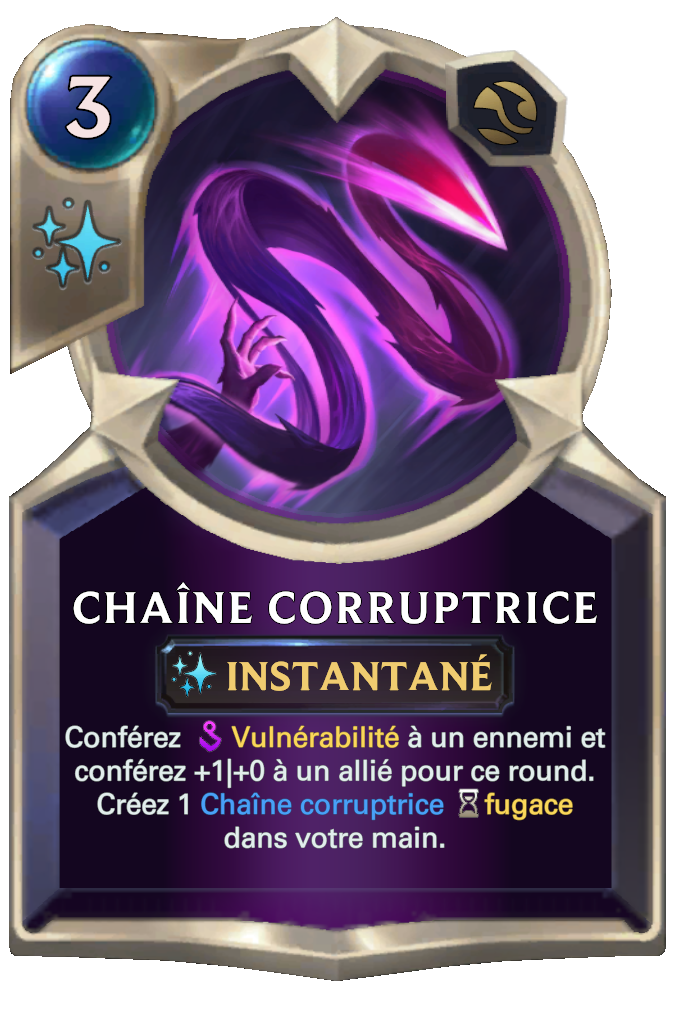 3
CHAÎNE CORRUPTRICE
INSTANTANÉ
Conférez Vulnérabilité à un ennemi et
conférez +1|+0 à un allié pour ce round.
Créez 1 Chaîne corruptrice fugace
dans votre main.